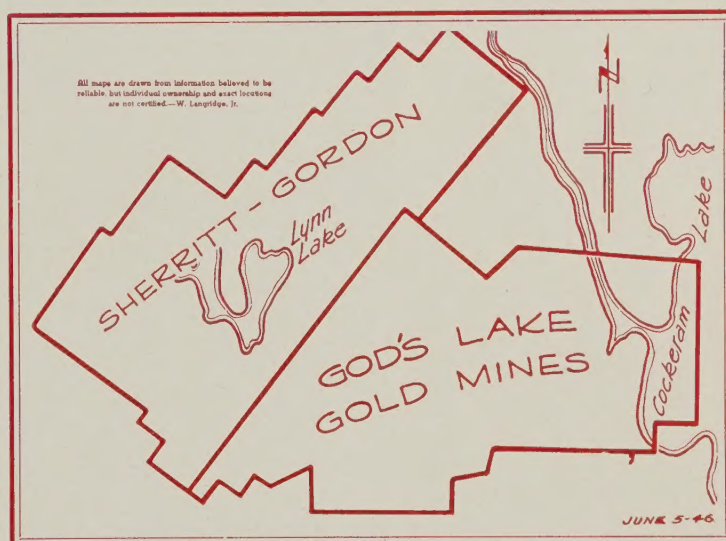 All maps are drawn from information believed to be
reliable, but individual ownership and exact locations
are not certified.—W. Langridge, Jr.
N
SHERRITT - GORDON
Lynn
Lake
Lake
Cockeram
GOD'S LAKE
GOLD MINES
JUNE 5-46